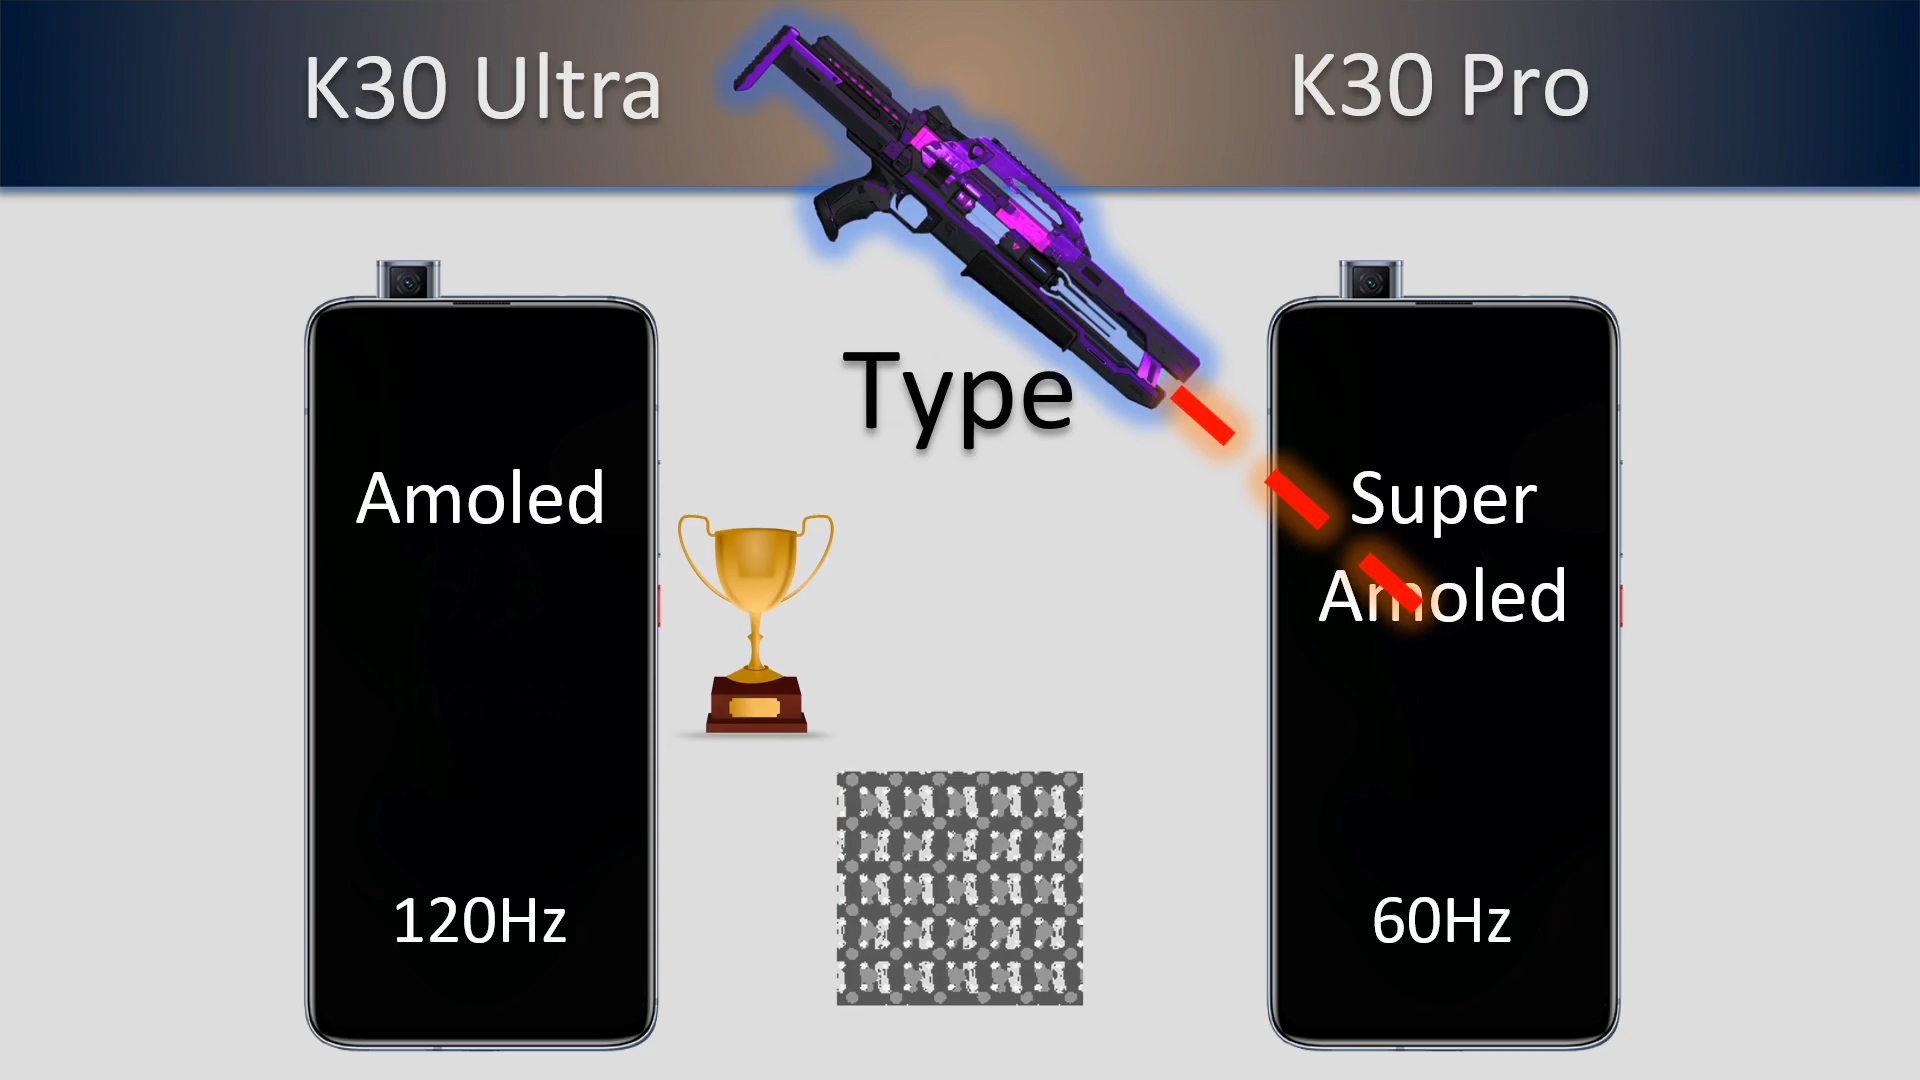 K30 Ultra
K30 Pro
Type
Amoled
Super
Amoled
120Hz
60Hz